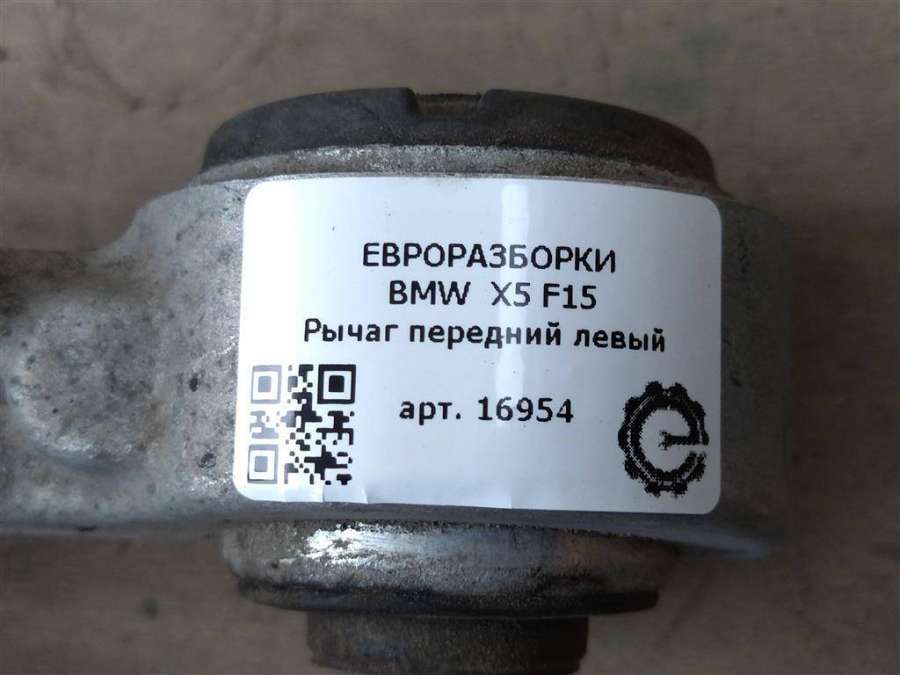 ЕВРОРАЗБОРКИ
BMW X5 F15
Рычаг передний левый
арт. 16954